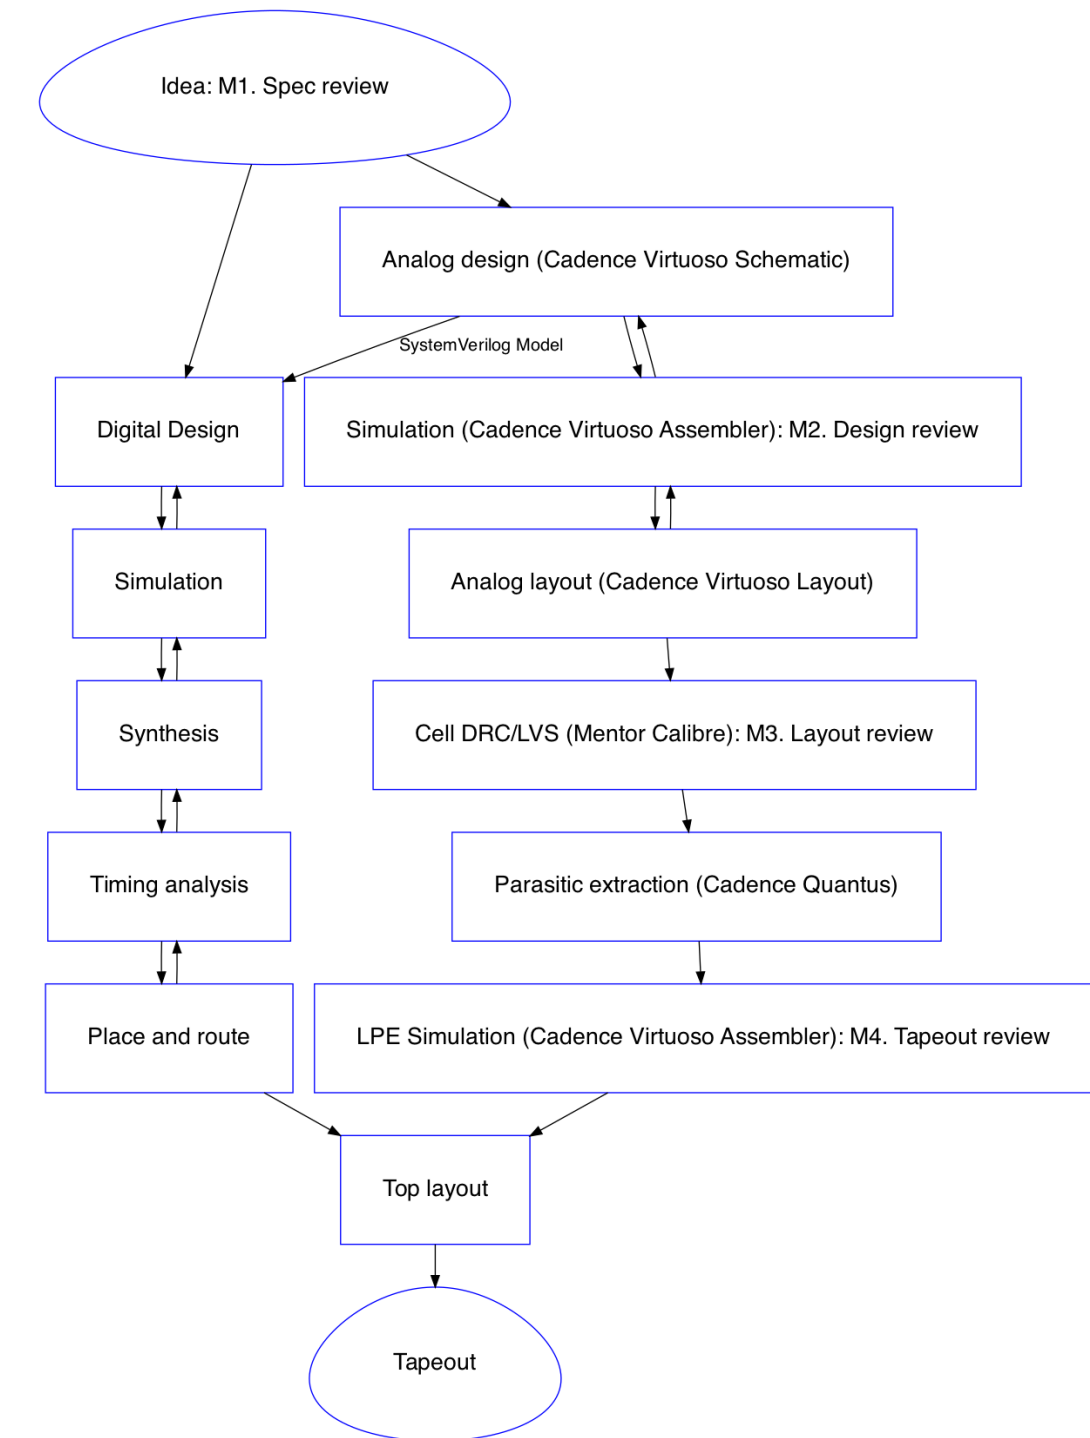 Idea: M1. Spec review
Analog design (Cadence Virtuoso Schematic)
SystemVerilog Model
Digital Design
Simulation (Cadence Virtuoso Assembler): M2. Design review
Simulation
Analog layout (Cadence Virtuoso Layout)
Synthesis
Cell DRC/LVS (Mentor Calibre): M3. Layout review
Timing analysis
Parasitic extraction (Cadence Quantus)
Place and route
LPE Simulation (Cadence Virtuoso Assembler): M4. Tapeout review
Top layout
Tapeout